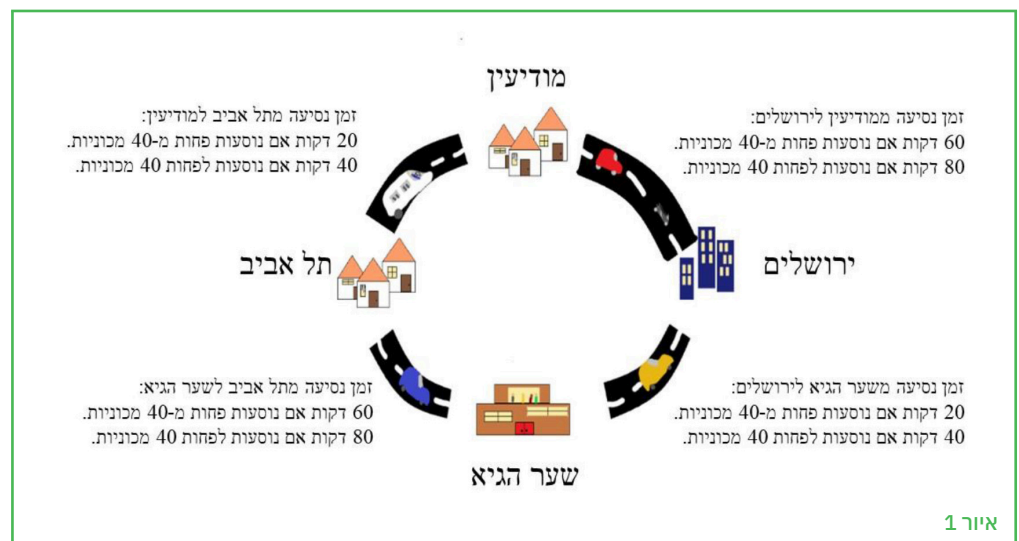 מודיעין
זמן נסיעה ממודיעין לירושלים:
60 דקות אם נוסעות פחות מ-40 מכוניות.
80 דקות אם נוסעות לפחות 40 מכוניות.
זמן נסיעה מתל אביב למודיעין:
20 דקות אם נוסעות פחות מ-40 מכוניות.
40 דקות אם נוסעות לפחות 40 מכוניות.
ירושלים
תל אביב
זמן נסיעה משער הגיא לירושלים:
20 דקות אם נוסעות פחות מ-40 מכוניות.
40 דקות אם נוסעות לפחות 40 מכוניות.
זמן נסיעה מתל אביב לשער הגיא:
60 דקות אם נוסעות פחות מ-40 מכוניות.
80 דקות אם נוסעות לפחות 40 מכוניות.
שער הגיא
איור 1